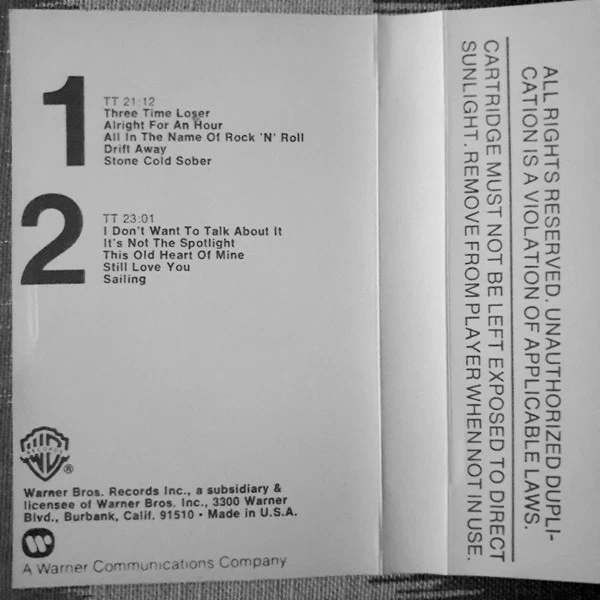 1
TT 21:12
Three Time Loser
Alright For An Hour
All In The Name Of Rock 'N' Roll
Drift Away
Stone Cold Sober
2
TT 23:01
I Don't Want To Talk About It
It's Not The Spotlight
This Old Heart Of Mine
Still Love You
Sailing
WB
RECORDS
®
Warner Bros. Records Inc., a subsidiary &
licensee of Warner Bros. Inc., 3300 Warner
Blvd., Burbank, Calif. 91510 • Made in U.S.A.
A Warner Communications Company
ALL RIGHTS RESERVED. UNAUTHORIZED DUPLI-
CATION IS A VIOLATION OF APPLICABLE LAWS.
CARTRIDGE MUST NOT BE LEFT EXPOSED TO DIRECT
SUNLIGHT. REMOVE FROM PLAYER WHEN NOT IN USE.